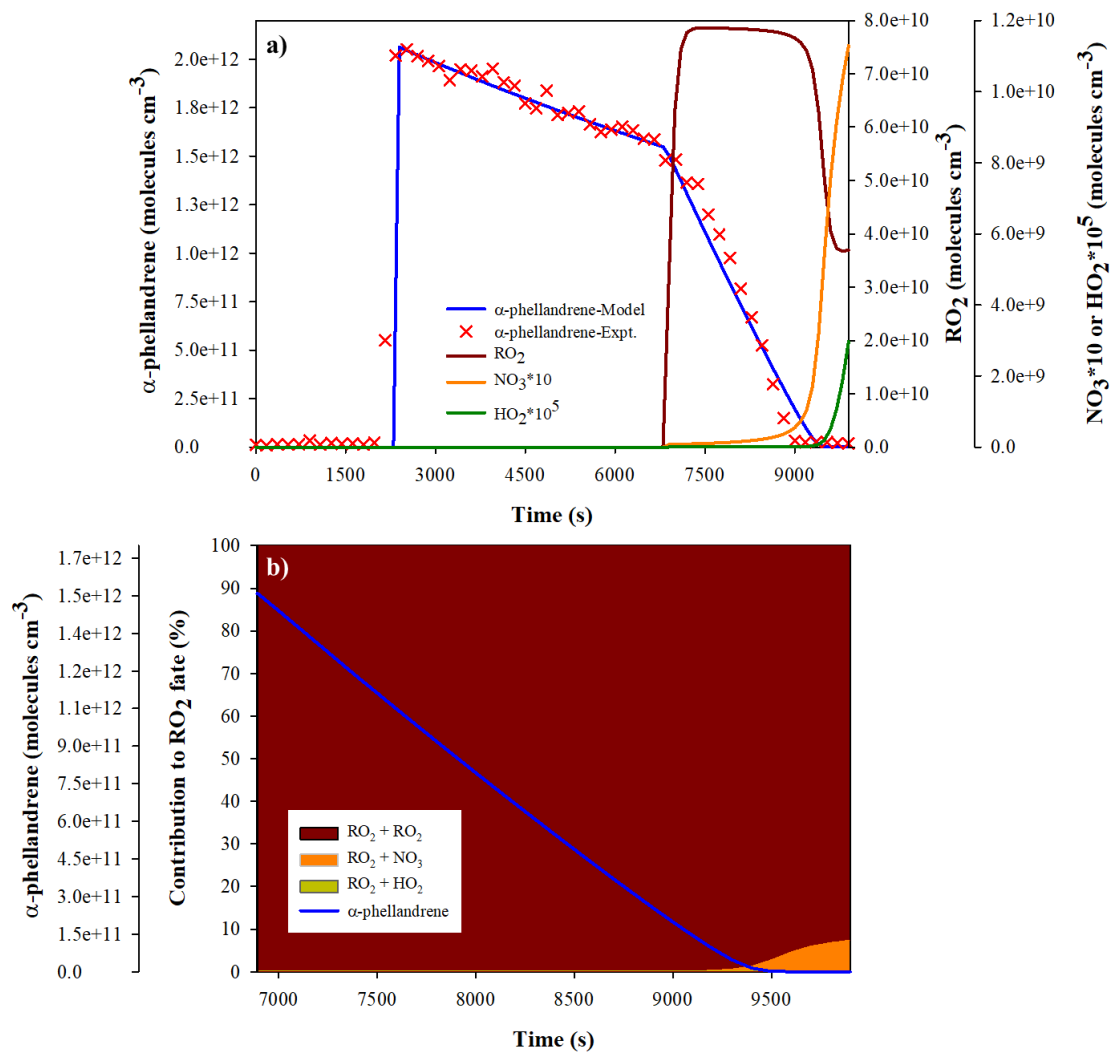 a)
α-phellandrene (molecules cm-3)
2.0e+12
1.8e+12
1.5e+12
1.3e+12
1.0e+12
7.5e+11
5.0e+11
2.5e+11
0.0
α-phellandrene-Model
α-phellandrene-Expt.
RO2
NO3*10
HO2*10^5
8.0e+10
7.0e+10
6.0e+10
5.0e+10
4.0e+10
3.0e+10
2.0e+10
1.0e+10
0.0
RO2 (molecules cm-3)
1.2e+10
1.0e+10
8.0e+9
6.0e+9
4.0e+9
2.0e+9
0.0
NO3*10 or HO2*10^5 (molecules cm-3)
0 1500 3000 4500 6000 7500 9000
Time (s)
b)
α-phellandrene (molecules cm-3)
1.7e+12
1.5e+12
1.4e+12
1.2e+12
1.1e+12
9.0e+11
7.5e+11
6.0e+11
4.5e+11
3.0e+11
1.5e+11
0.0
Contribution to RO2 fate (%)
100
90
80
70
60
50
40
30
20
10
0
RO2 + RO2
RO2 + NO3
RO2 + HO2
α-phellandrene
7000 7500 8000 8500 9000 9500
Time (s)